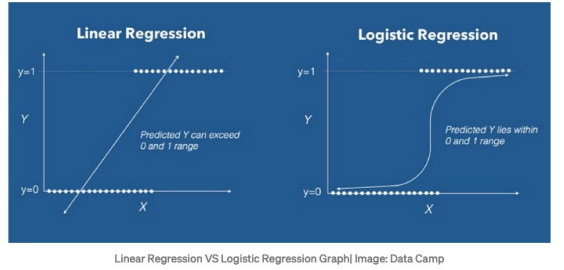 Linear Regression
y=1
Y
Predicted Y can exceed
0 and 1 range
y=0
X
Logistic Regression
y=1
Y
Predicted Y lies within
0 and 1 range
y=0
X
Linear Regression VS Logistic Regression Graph| Image: Data Camp